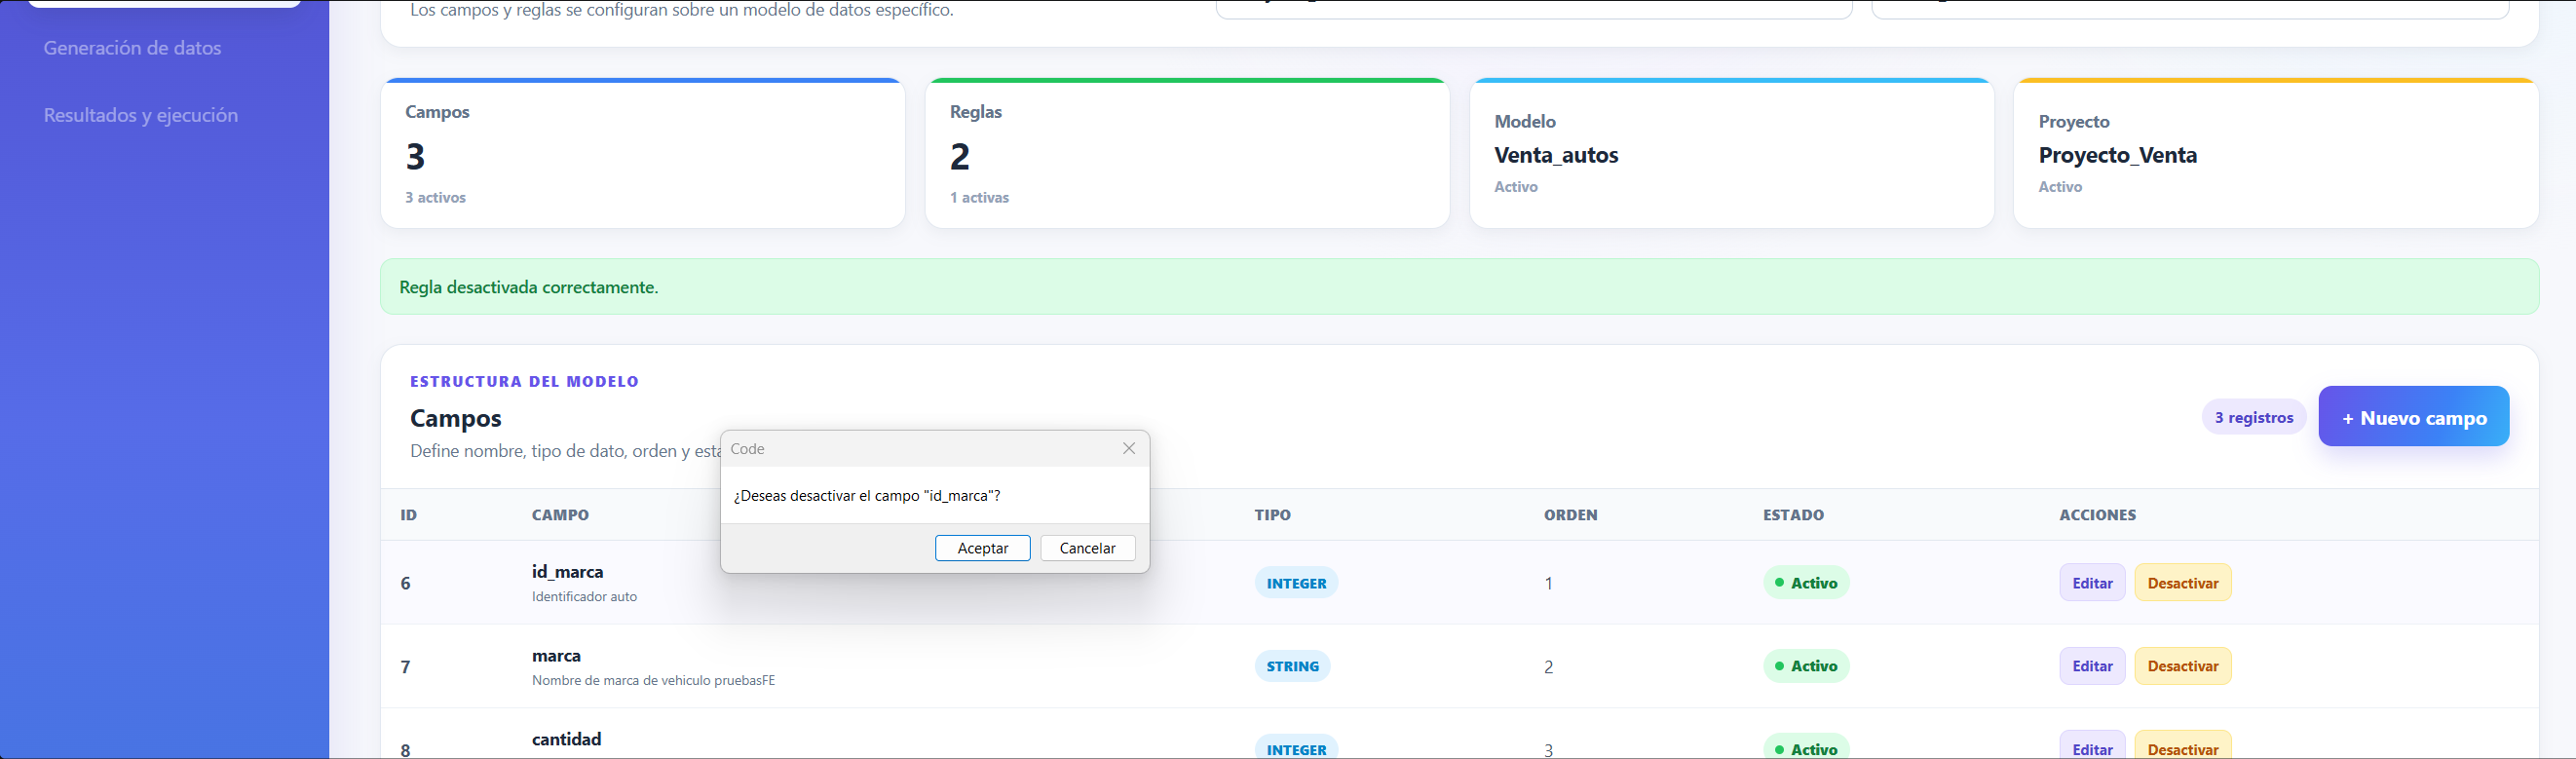 Los campos y reglas se configuran sobre un modelo de datos específico.
Generación de datos
Resultados y ejecución
Campos
3
3 activos
Reglas
2
1 activas
Modelo
Venta_autos
Activo
Proyecto
Proyecto_Venta
Activo
Regla desactivada correctamente.
ESTRUCTURA DEL MODELO
Campos
Define nombre, tipo de dato, orden y
3 registros
+ Nuevo campo
Code
¿Deseas desactivar el campo "id_marca"?
Aceptar
Cancelar
ID CAMPO TIPO ORDEN ESTADO ACCIONES
6 id_marca INTEGER 1 Activo Editar Desactivar
Identificador auto
7 marca STRING 2 Activo Editar Desactivar
Nombre de marca de vehiculo pruebasFE
8 cantidad INTEGER 3 Activo Editar Desactivar